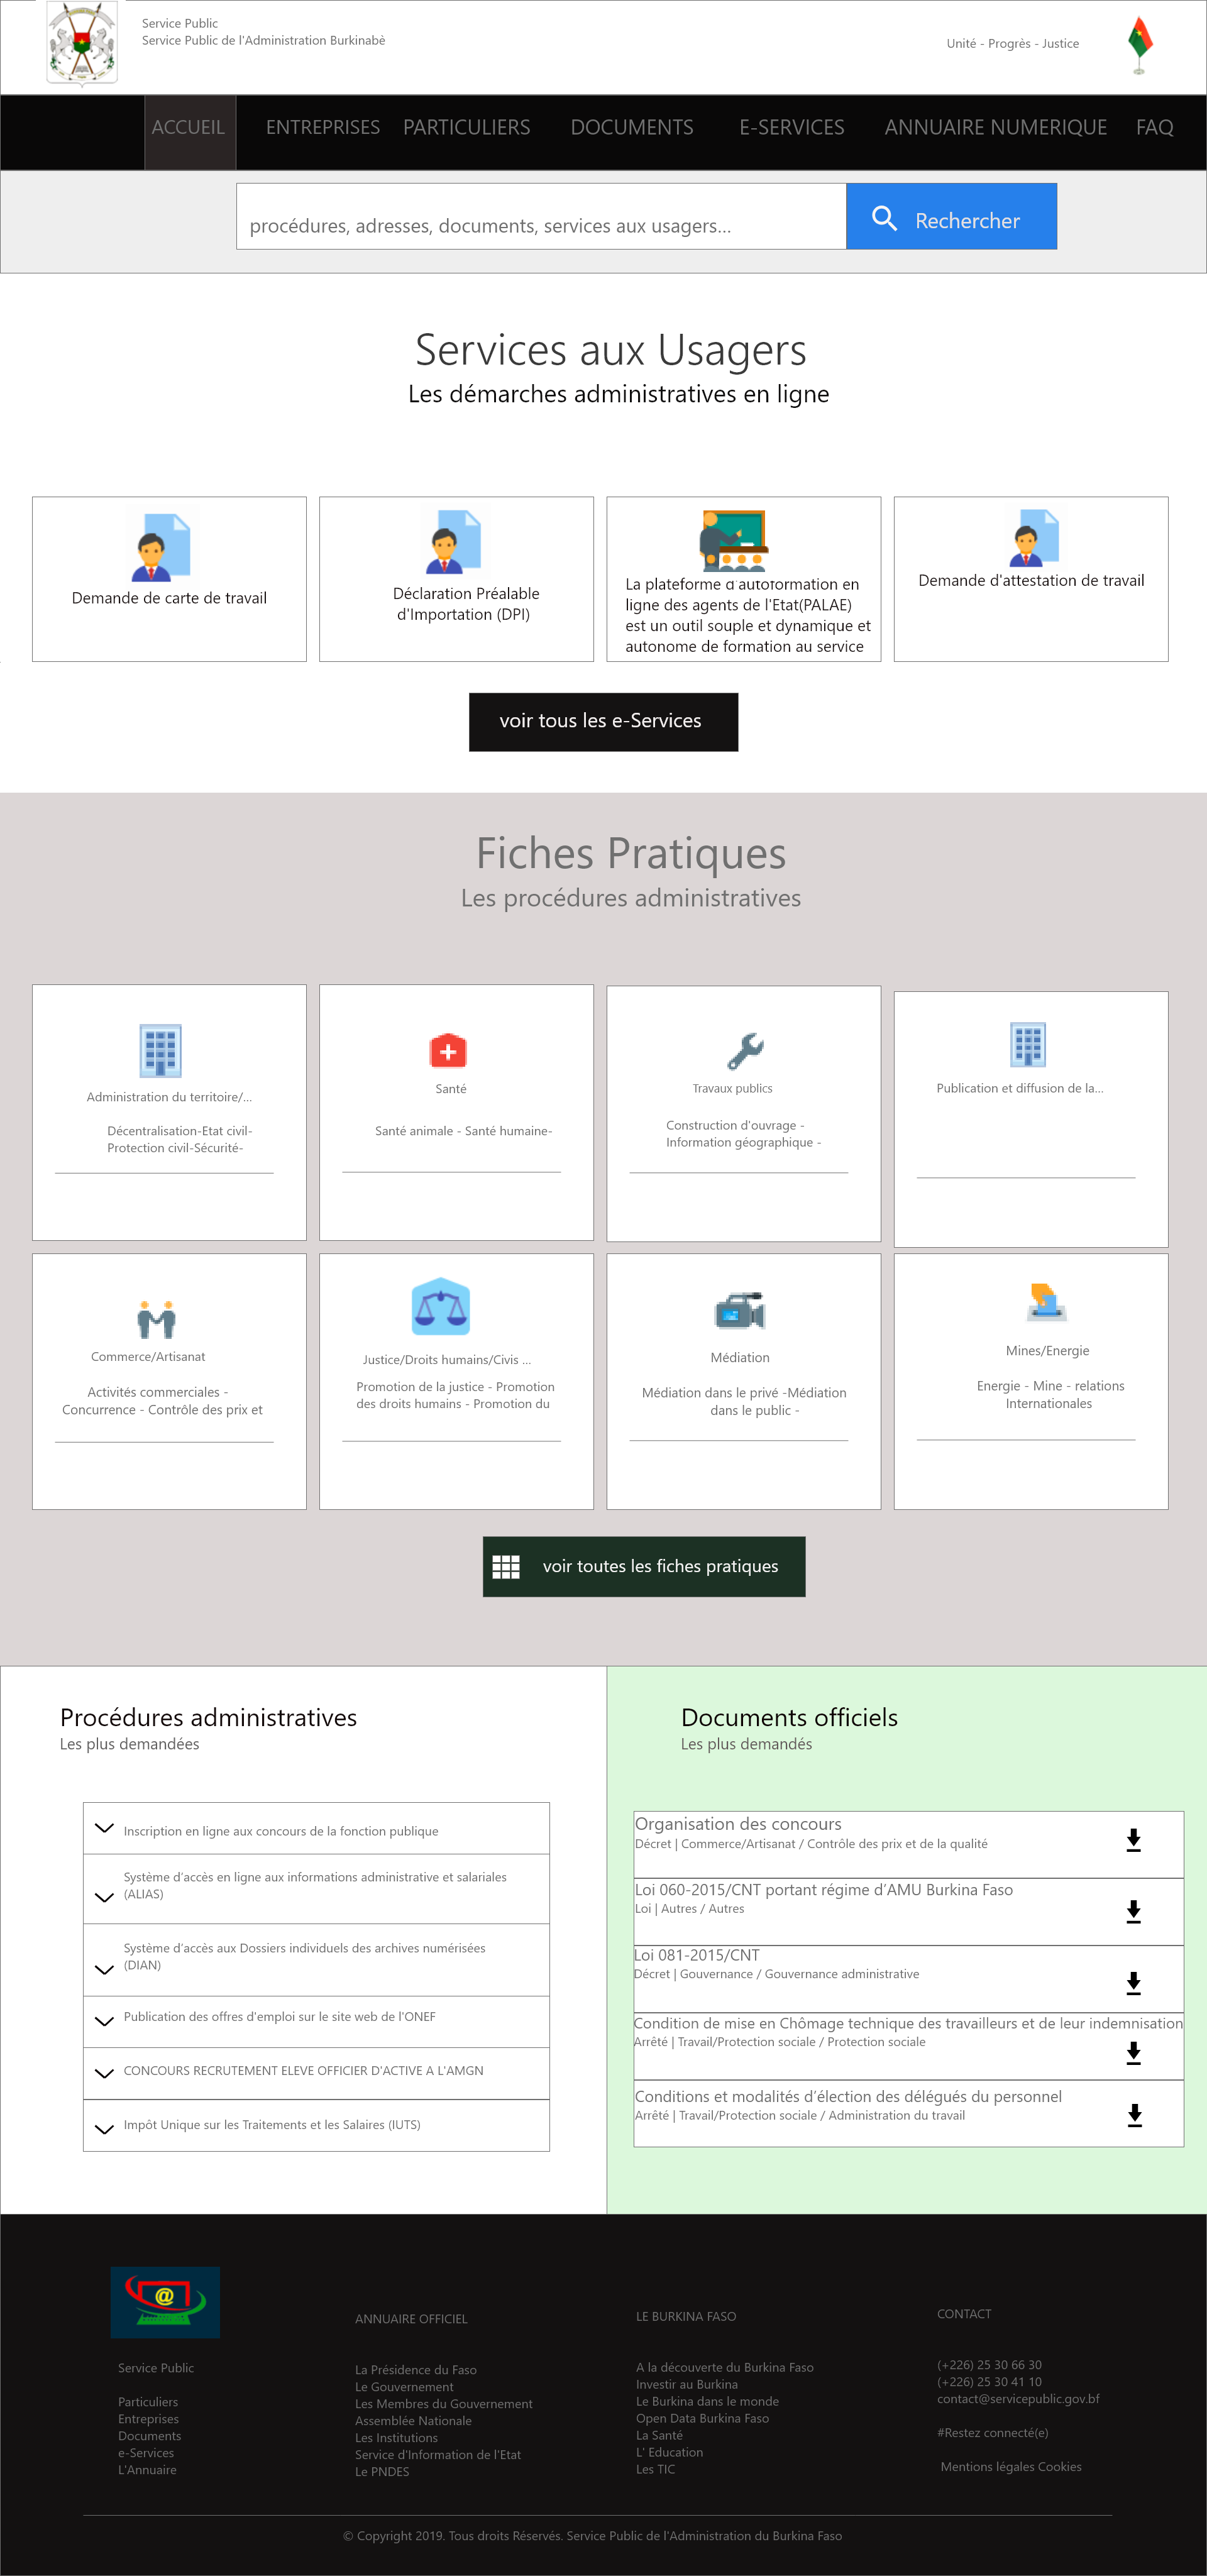 Service Public
Service Public de l'Administration Burkinabè
Unité - Progrès - Justice
ACCUEIL
ENTREPRISES
PARTICULIERS
DOCUMENTS
E-SERVICES
ANNUAIRE NUMERIQUE
FAQ
procédures, adresses, documents, services aux usagers...
Rechercher
Services aux Usagers
Les démarches administratives en ligne
Demande de carte de travail
Déclaration Préalable
d'Importation (DPI)
La plateforme d'autoformation en
ligne des agents de l'Etat(PALAE)
est un outil souple et dynamique et
autonome de formation au service
Demande d'attestation de travail
voir tous les e-Services
Fiches Pratiques
Les procédures administratives
Administration du territoire/...
Décentralisation-Etat civil-
Protection civil-Sécurité-
Santé
Santé animale - Santé humaine-
Travaux publics
Construction d'ouvrage -
Information géographique -
Publication et diffusion de la...
Commerce/Artisanat
Activités commerciales -
Concurrence - Contrôle des prix et
Justice/Droits humains/Civis ...
Promotion de la justice - Promotion
des droits humains - Promotion du
Médiation
Médiation dans le privé -Médiation
dans le public -
Mines/Energie
Energie - Mine - relations
Internationales
voir toutes les fiches pratiques
Procédures administratives
Les plus demandées
Inscription en ligne aux concours de la fonction publique
Système d’accès en ligne aux informations administrative et salariales
(ALIAS)
Système d’accès aux Dossiers individuels des archives numérisées
(DIAN)
Publication des offres d'emploi sur le site web de l'ONEF
CONCOURS RECRUTEMENT ELEVE OFFICIER D’ACTIVE A L'AMGN
Impôt Unique sur les Traitements et les Salaires (IUTS)
Documents officiels
Les plus demandés
Organisation des concours
Décret | Commerce/Artisanat / Contrôle des prix et de la qualité
Loi 060-2015/CNT portant régime d’AMU Burkina Faso
Loi | Autres / Autres
Loi 081-2015/CNT
Décret | Gouvernance / Gouvernance administrative
Condition de mise en Chômage technique des travailleurs et de leur indemnisation
Arrêté | Travail/Protection sociale / Protection sociale
Conditions et modalités d’élection des délégués du personnel
Arrêté | Travail/Protection sociale / Administration du travail
@
Service Public
Particuliers
Entreprises
Documents
e-Services
L'Annuaire
ANNUAIRE OFFICIEL
La Présidence du Faso
Le Gouvernement
Les Membres du Gouvernement
Assemblée Nationale
Les Institutions
Service d'Information de l'Etat
Le PNDES
LE BURKINA FASO
A la découverte du Burkina Faso
Investir au Burkina
Le Burkina dans le monde
Open Data Burkina Faso
La Santé
L' Education
Les TIC
CONTACT
(+226) 25 30 66 30
(+226) 25 30 41 10
contact@servicepublic.gov.bf
#Restez connecté(e)
Mentions légales Cookies
© Copyright 2019. Tous droits Réservés. Service Public de l'Administration du Burkina Faso